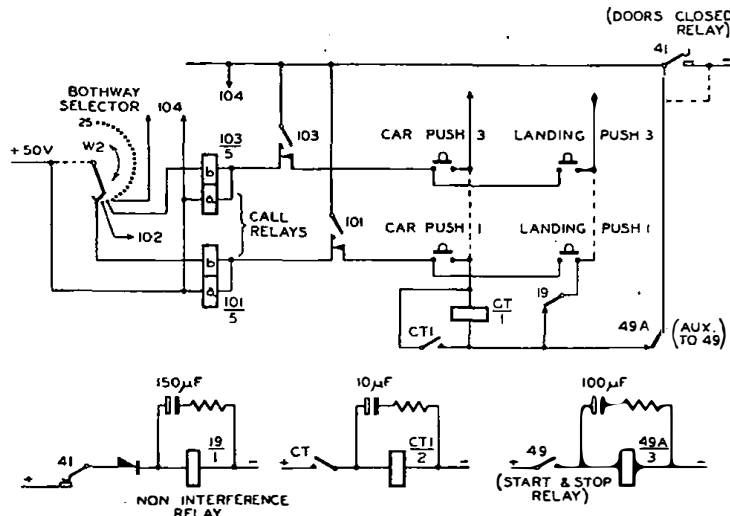 (DOORS CLOSED
RELAY)
41
−
BOTHWAY
SELECTOR
104
25
W2
+ 50V
102
103
5
b
a
CALL
RELAYS
b
a
101
5
104
103
101
CAR PUSH 3
LANDING PUSH 3
CAR PUSH 1
LANDING PUSH 1
CT
1
19
CT1
49A
(AUX.
TO 49)
150μF
41
+
19
1
−
NON INTERFERENCE
RELAY
10μF
+
CT
CT1
2
−
100μF
+
49
(START & STOP
RELAY)
49A
3
−